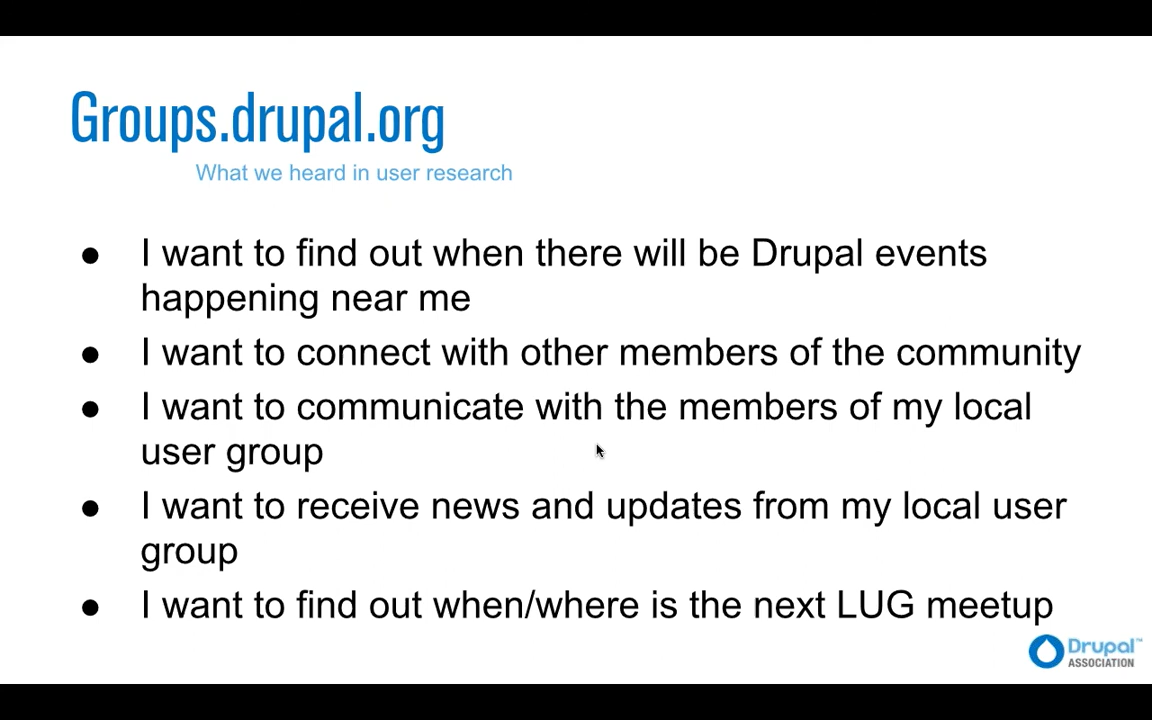 Groups.drupal.org
What we heard in user research
● I want to find out when there will be Drupal events
happening near me
● I want to connect with other members of the community
● I want to communicate with the members of my local
user group
● I want to receive news and updates from my local user
group
● I want to find out when/where is the next LUG meetup
Drupal™
ASSOCIATION